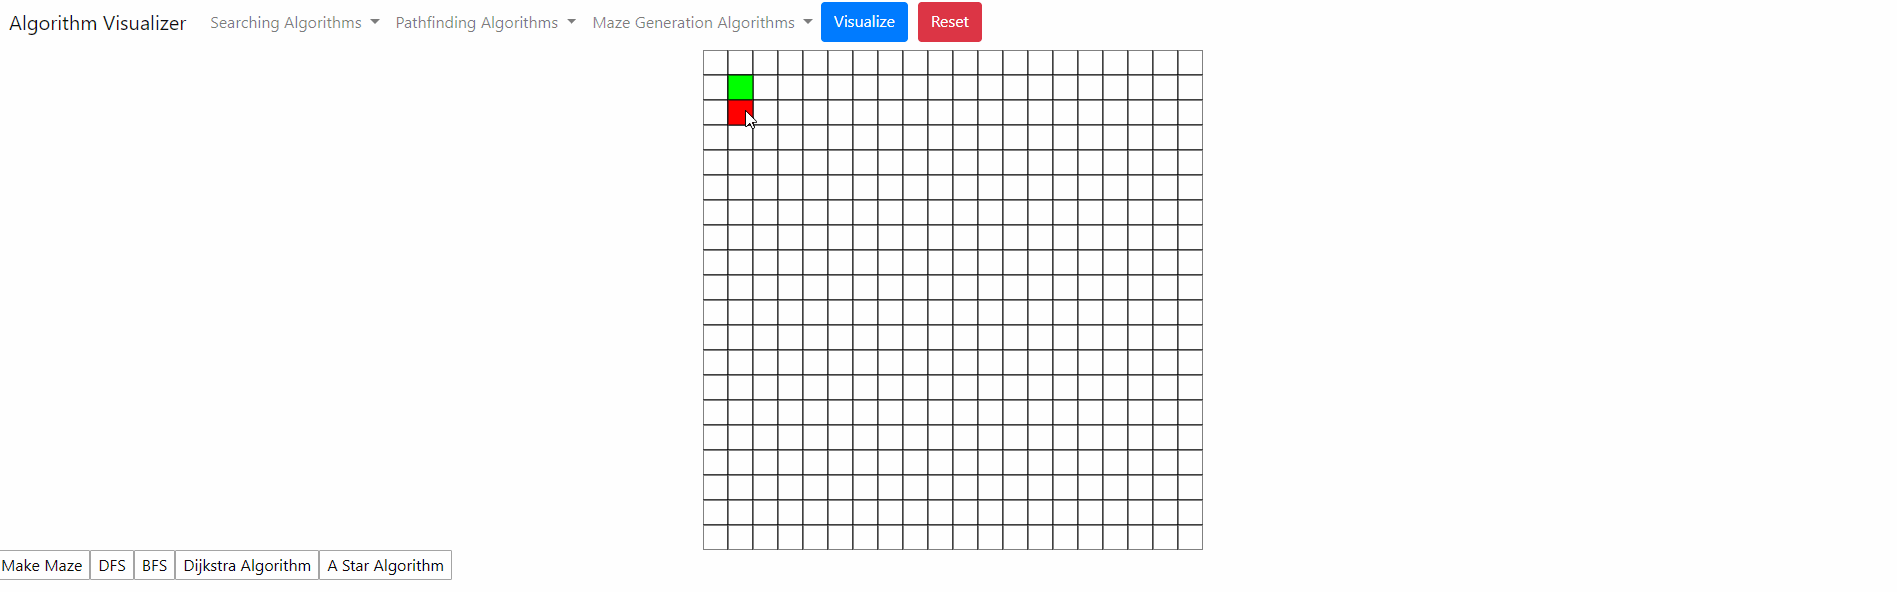 Algorithm Visualizer Searching Algorithms Pathfinding Algorithms Maze Generation Algorithms Visualize Reset
Make Maze DFS BFS Dijkstra Algorithm A Star Algorithm